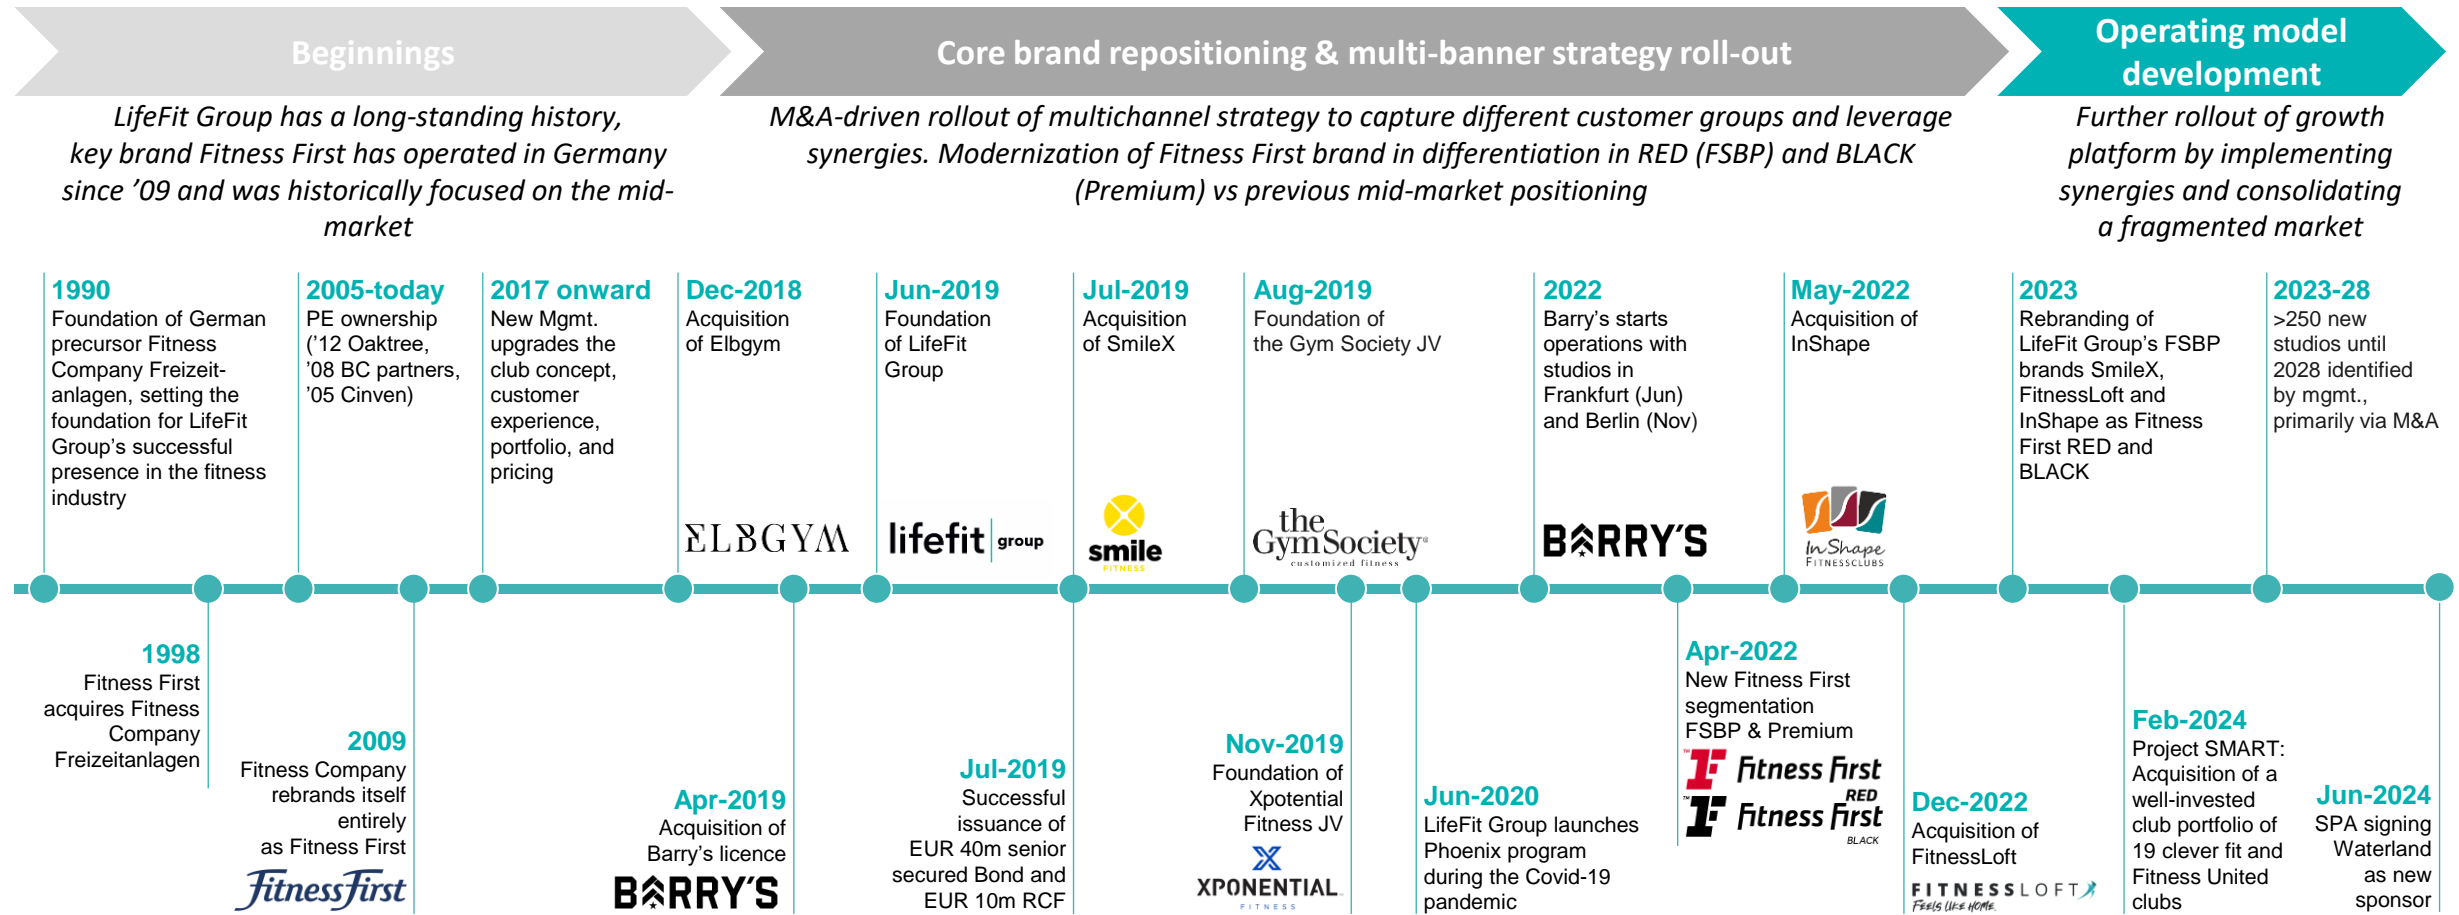 Beginnings
Core brand repositioning & multi-banner strategy roll-out
Operating model
development
LifeFit Group has a long-standing history,
key brand Fitness First has operated in Germany
since ’09 and was historically focused on the mid-
market
M&A-driven rollout of multichannel strategy to capture different customer groups and leverage
synergies. Modernization of Fitness First brand in differentiation in RED (FSBP) and BLACK
(Premium) vs previous mid-market positioning
Further rollout of growth
platform by implementing
synergies and consolidating
a fragmented market
1990
Foundation of German
precursor Fitness
Company Freizeit-
anlagen, setting the
foundation for LifeFit
Group’s successful
presence in the fitness
industry
2005-today
PE ownership
(’12 Oaktree,
’08 BC partners,
’05 Cinven)
2017 onward
New Mgmt.
upgrades the
club concept,
customer
experience,
portfolio, and
pricing
Dec-2018
Acquisition
of Elbgym
ELBGYM
Jun-2019
Foundation
of LifeFit
Group
lifefit group
Jul-2019
Acquisition
of SmileX
smile
FITNESS
Aug-2019
Foundation of
the Gym Society JV
the
Gym Society
customized fitness
2022
Barry’s starts
operations with
studios in
Frankfurt (Jun)
and Berlin (Nov)
BARRY’S
May-2022
Acquisition of
InShape
InShape
FITNESSCLUBS
2023
Rebranding of
LifeFit Group’s FSBP
brands SmileX,
FitnessLoft and
InShape as Fitness
First RED and
BLACK
2023-28
>250 new
studios until
2028 identified
by mgmt.,
primarily via M&A
1998
Fitness First
acquires Fitness
Company
Freizeitanlagen
2009
Fitness Company
rebrands itself
entirely
as Fitness First
Fitness First
Apr-2019
Acquisition of
Barry’s licence
BARRY’S
Jul-2019
Successful
issuance of
EUR 40m senior
secured Bond and
EUR 10m RCF
Nov-2019
Foundation of
Xpotential
Fitness JV
XPONENTIAL
FITNESS
Jun-2020
LifeFit Group launches
Phoenix program
during the Covid-19
pandemic
Apr-2022
New Fitness First
segmentation
FSBP & Premium
Fitness First
RED
Fitness First
BLACK
Dec-2022
Acquisition of
FitnessLoft
FITNESSLOFT
FEELS LIKE HOME
Feb-2024
Project SMART:
Acquisition of a
well-invested
club portfolio of
19 clever fit and
Fitness United
clubs
Jun-2024
SPA signing
Waterland
as new
sponsor